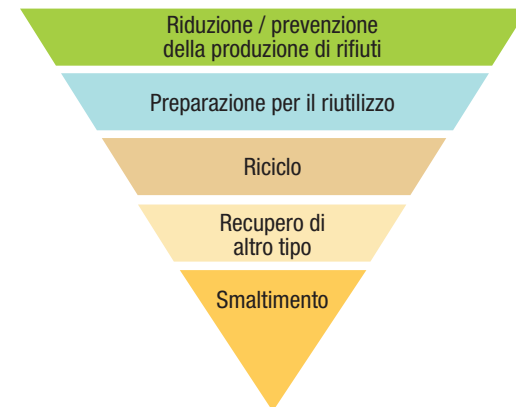 Riduzione / prevenzione
della produzione di rifiuti
Preparazione per il riutilizzo
Riciclo
Recupero di
altro tipo
Smaltimento